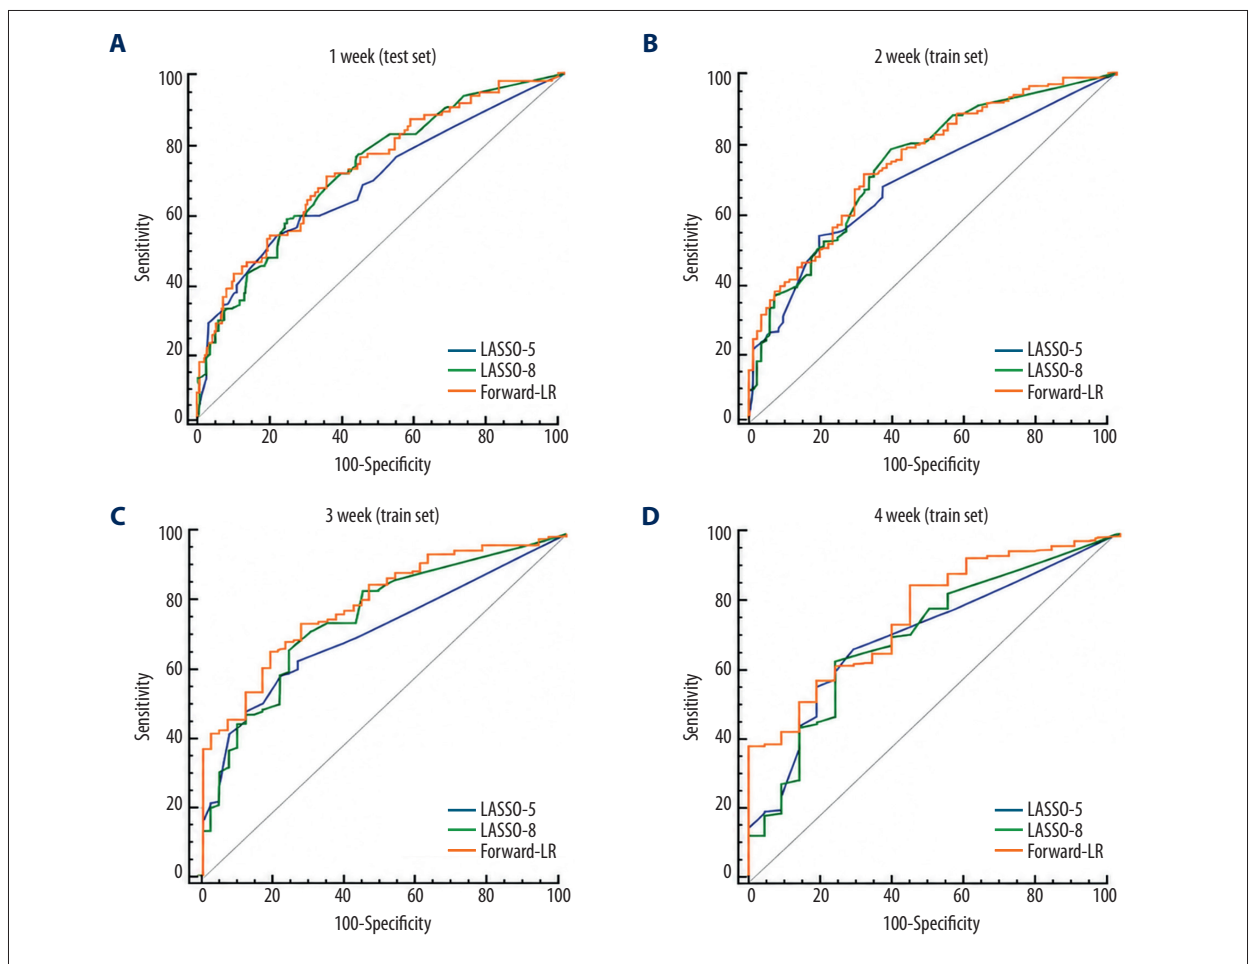 A
1 week (test set)
100
80
60
40
20
0
Sensitivity
LASSO-5
LASSO-8
Forward-LR
0 20 40 60 80 100
100-Specificity
B
2 week (train set)
100
80
60
40
20
0
Sensitivity
LASSO-5
LASSO-8
Forward-LR
0 20 40 60 80 100
100-Specificity
C
3 week (train set)
100
80
60
40
20
0
Sensitivity
LASSO-5
LASSO-8
Forward-LR
0 20 40 60 80 100
100-Specificity
D
4 week (train set)
100
80
60
40
20
0
Sensitivity
LASSO-5
LASSO-8
Forward-LR
0 20 40 60 80 100
100-Specificity